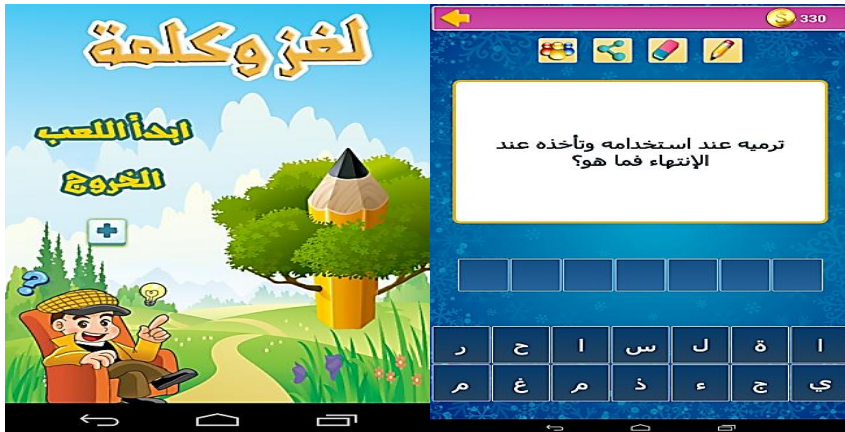 لغز وكلمة
ابدأ اللعب
الخروج
330
ترميه عند استخدامه وتأخذه عند
الإنتهاء فما هو؟
ا ة ل س ا ح ر
ي ج ء ذ م غ م